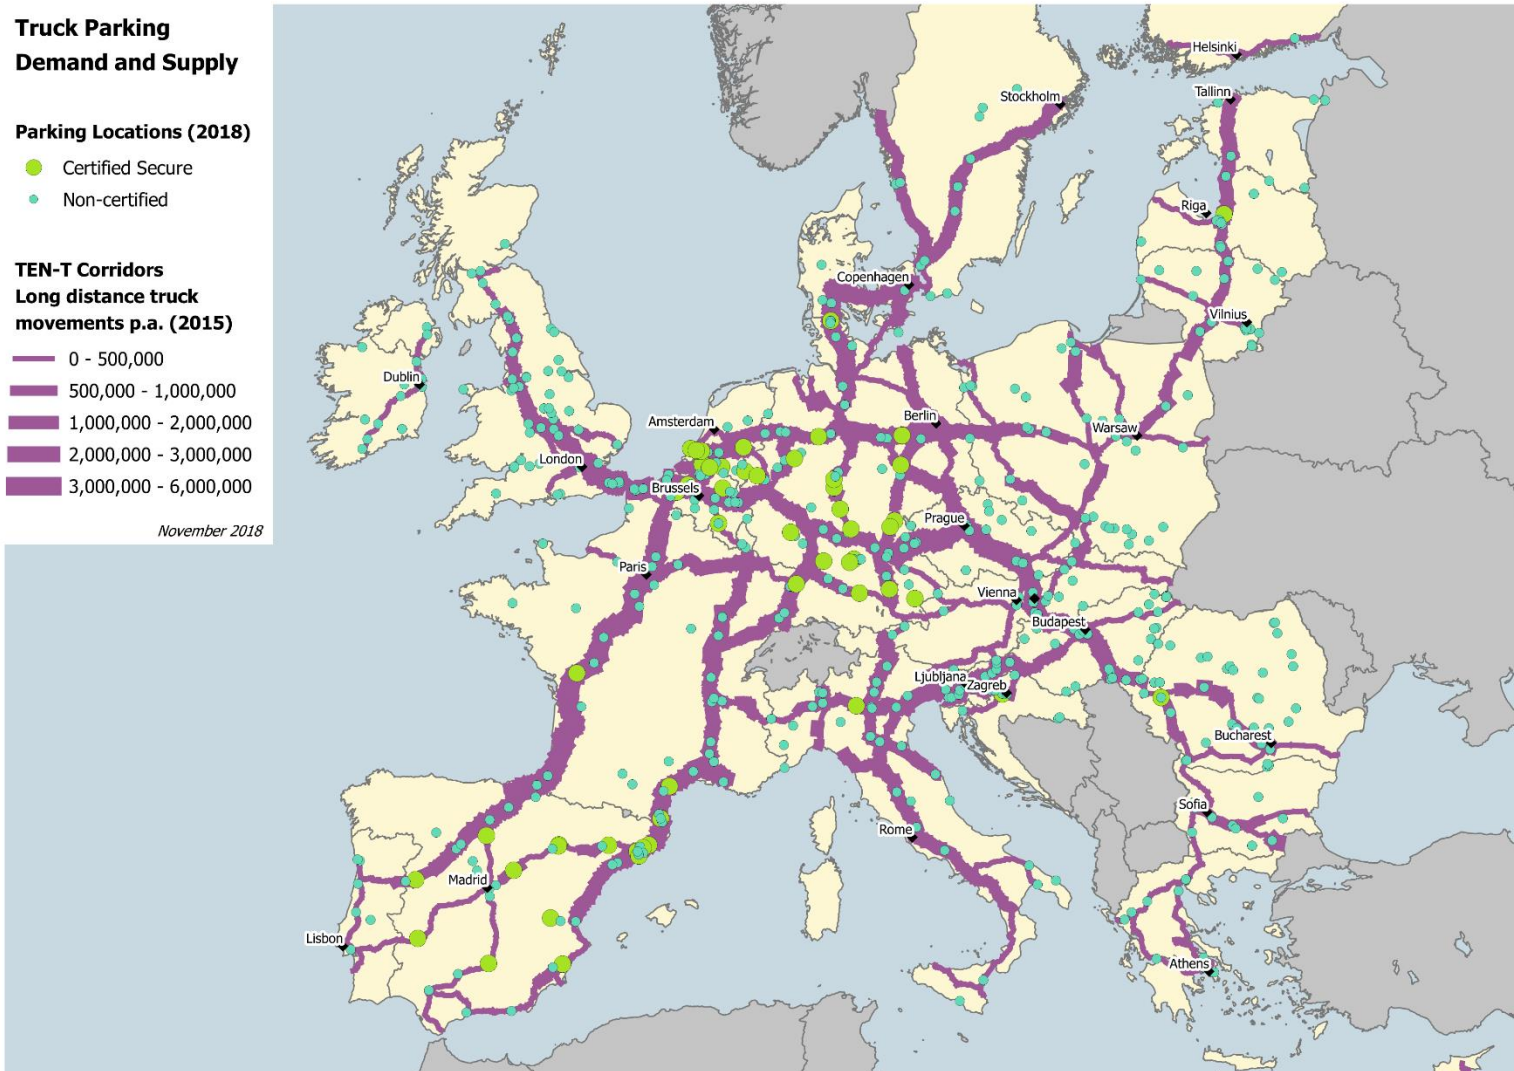 Truck Parking
Demand and Supply
Parking Locations (2018)
Certified Secure
Non-certified
TEN-T Corridors
Long distance truck
movements p.a. (2015)
0 - 500,000
500,000 - 1,000,000
1,000,000 - 2,000,000
2,000,000 - 3,000,000
3,000,000 - 6,000,000
November 2018
Helsinki
Stockholm
Tallinn
Riga
Copenhagen
Vilnius
Dublin
Amsterdam
Berlin
Warsaw
London
Brussels
Prague
Paris
Vienna
Budapest
Ljubljana
Zagreb
Bucharest
Sofia
Rome
Madrid
Lisbon
Athens